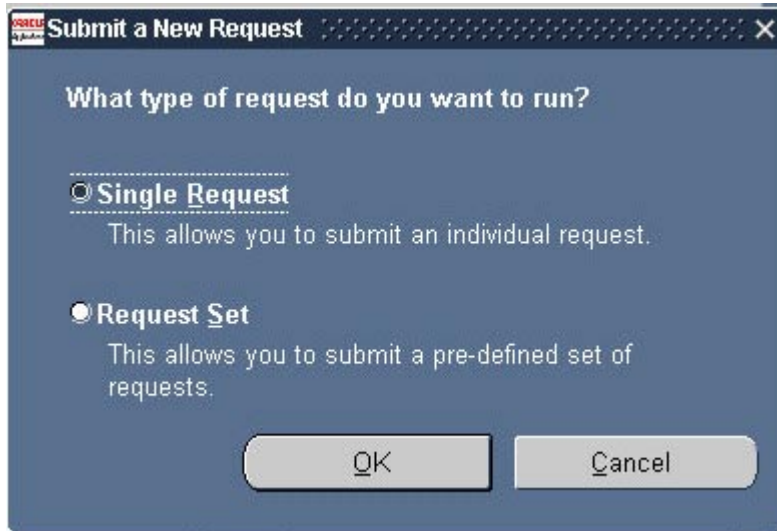 ORACLE
Submit a New Request
What type of request do you want to run?
Single Request
This allows you to submit an individual request.
Request Set
This allows you to submit a pre-defined set of
requests.
OK
Cancel